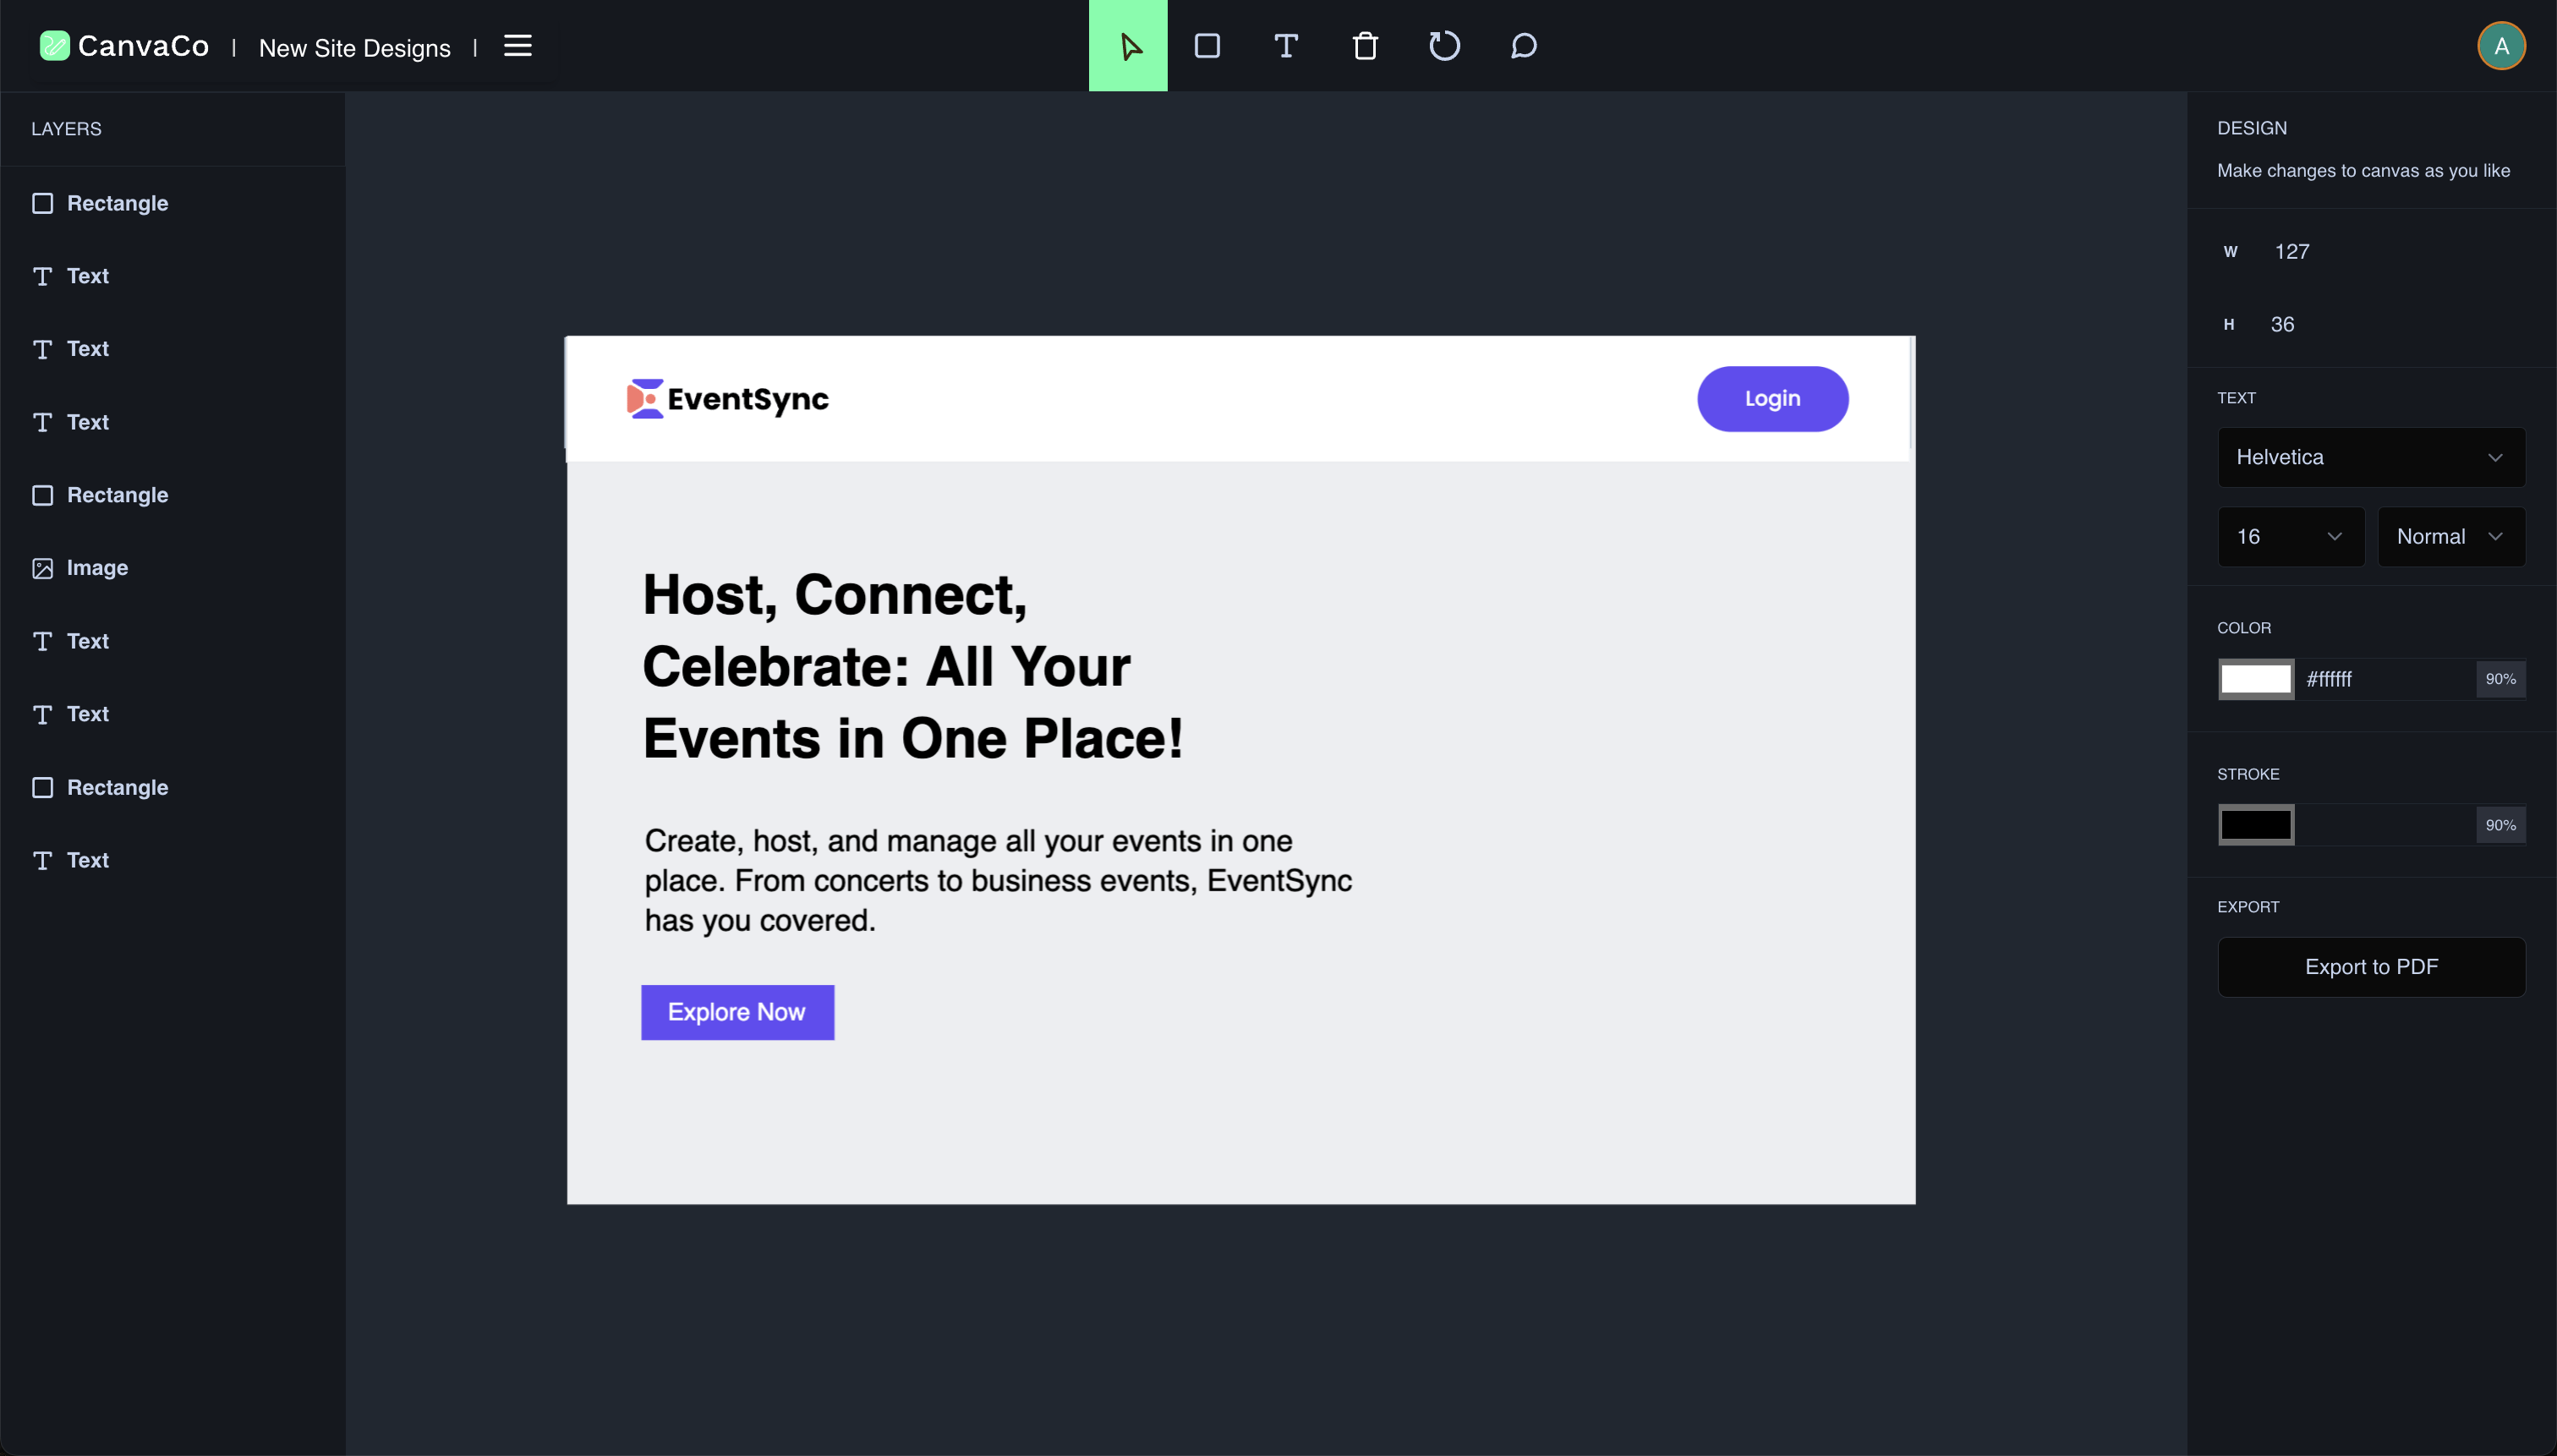 CanvaCo | New Site Designs |
A
LAYERS
Rectangle
Text
Text
Text
Rectangle
Image
Text
Text
Rectangle
Text
EventSync
Login
Host, Connect,
Celebrate: All Your
Events in One Place!
Create, host, and manage all your events in one
place. From concerts to business events, EventSync
has you covered.
Explore Now
DESIGN
Make changes to canvas as you like
W 127
H 36
TEXT
Helvetica
16 Normal
COLOR
#ffffff 90%
STROKE
90%
EXPORT
Export to PDF